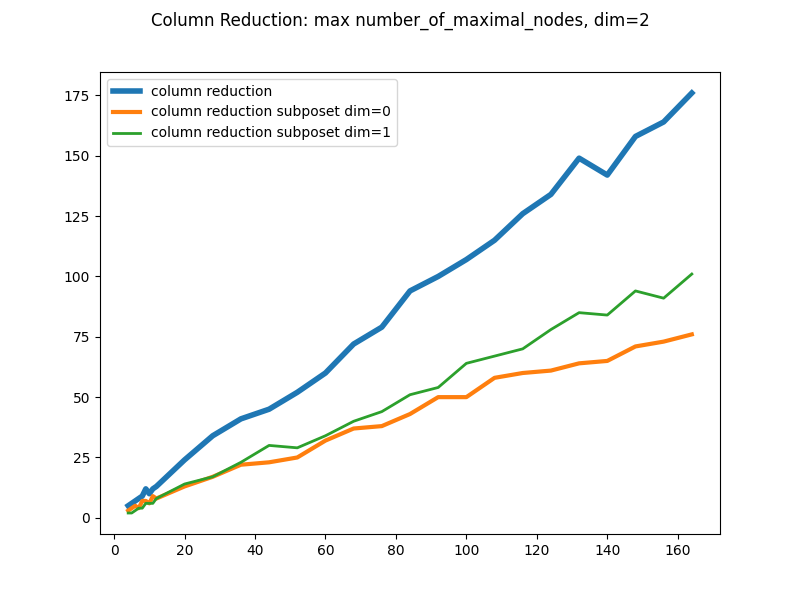 Column Reduction: max number_of_maximal_nodes, dim=2
column reduction
column reduction subposet dim=0
column reduction subposet dim=1
175
150
125
100
75
50
25
0
0 20 40 60 80 100 120 140 160